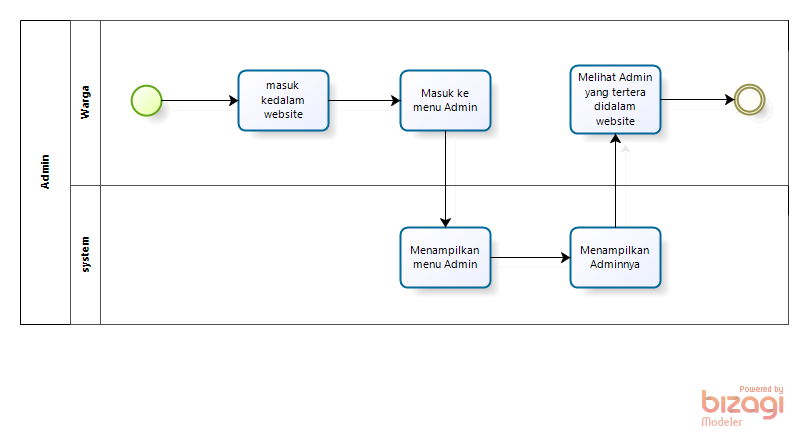 Admin
Warga
masuk
kedalam
website
Masuk ke
menu Admin
Melihat Admin
yang tertera
didalam
website
system
Menampilkan
menu Admin
Menampilkan
Adminnya
Powered by
bizagi
Modeler